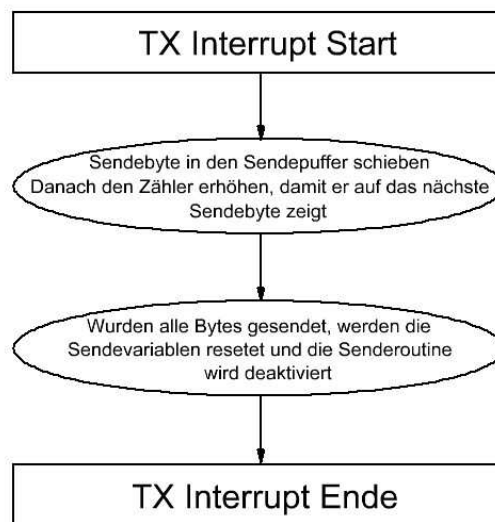 TX Interrupt Start
Sendebyte in den Sendepuffer schieben
Danach den Zähler erhöhen, damit er auf das nächste
Sendebyte zeigt
Wurden alle Bytes gesendet, werden die
Sendevariablen resetet und die Senderoutine
wird deaktiviert
TX Interrupt Ende